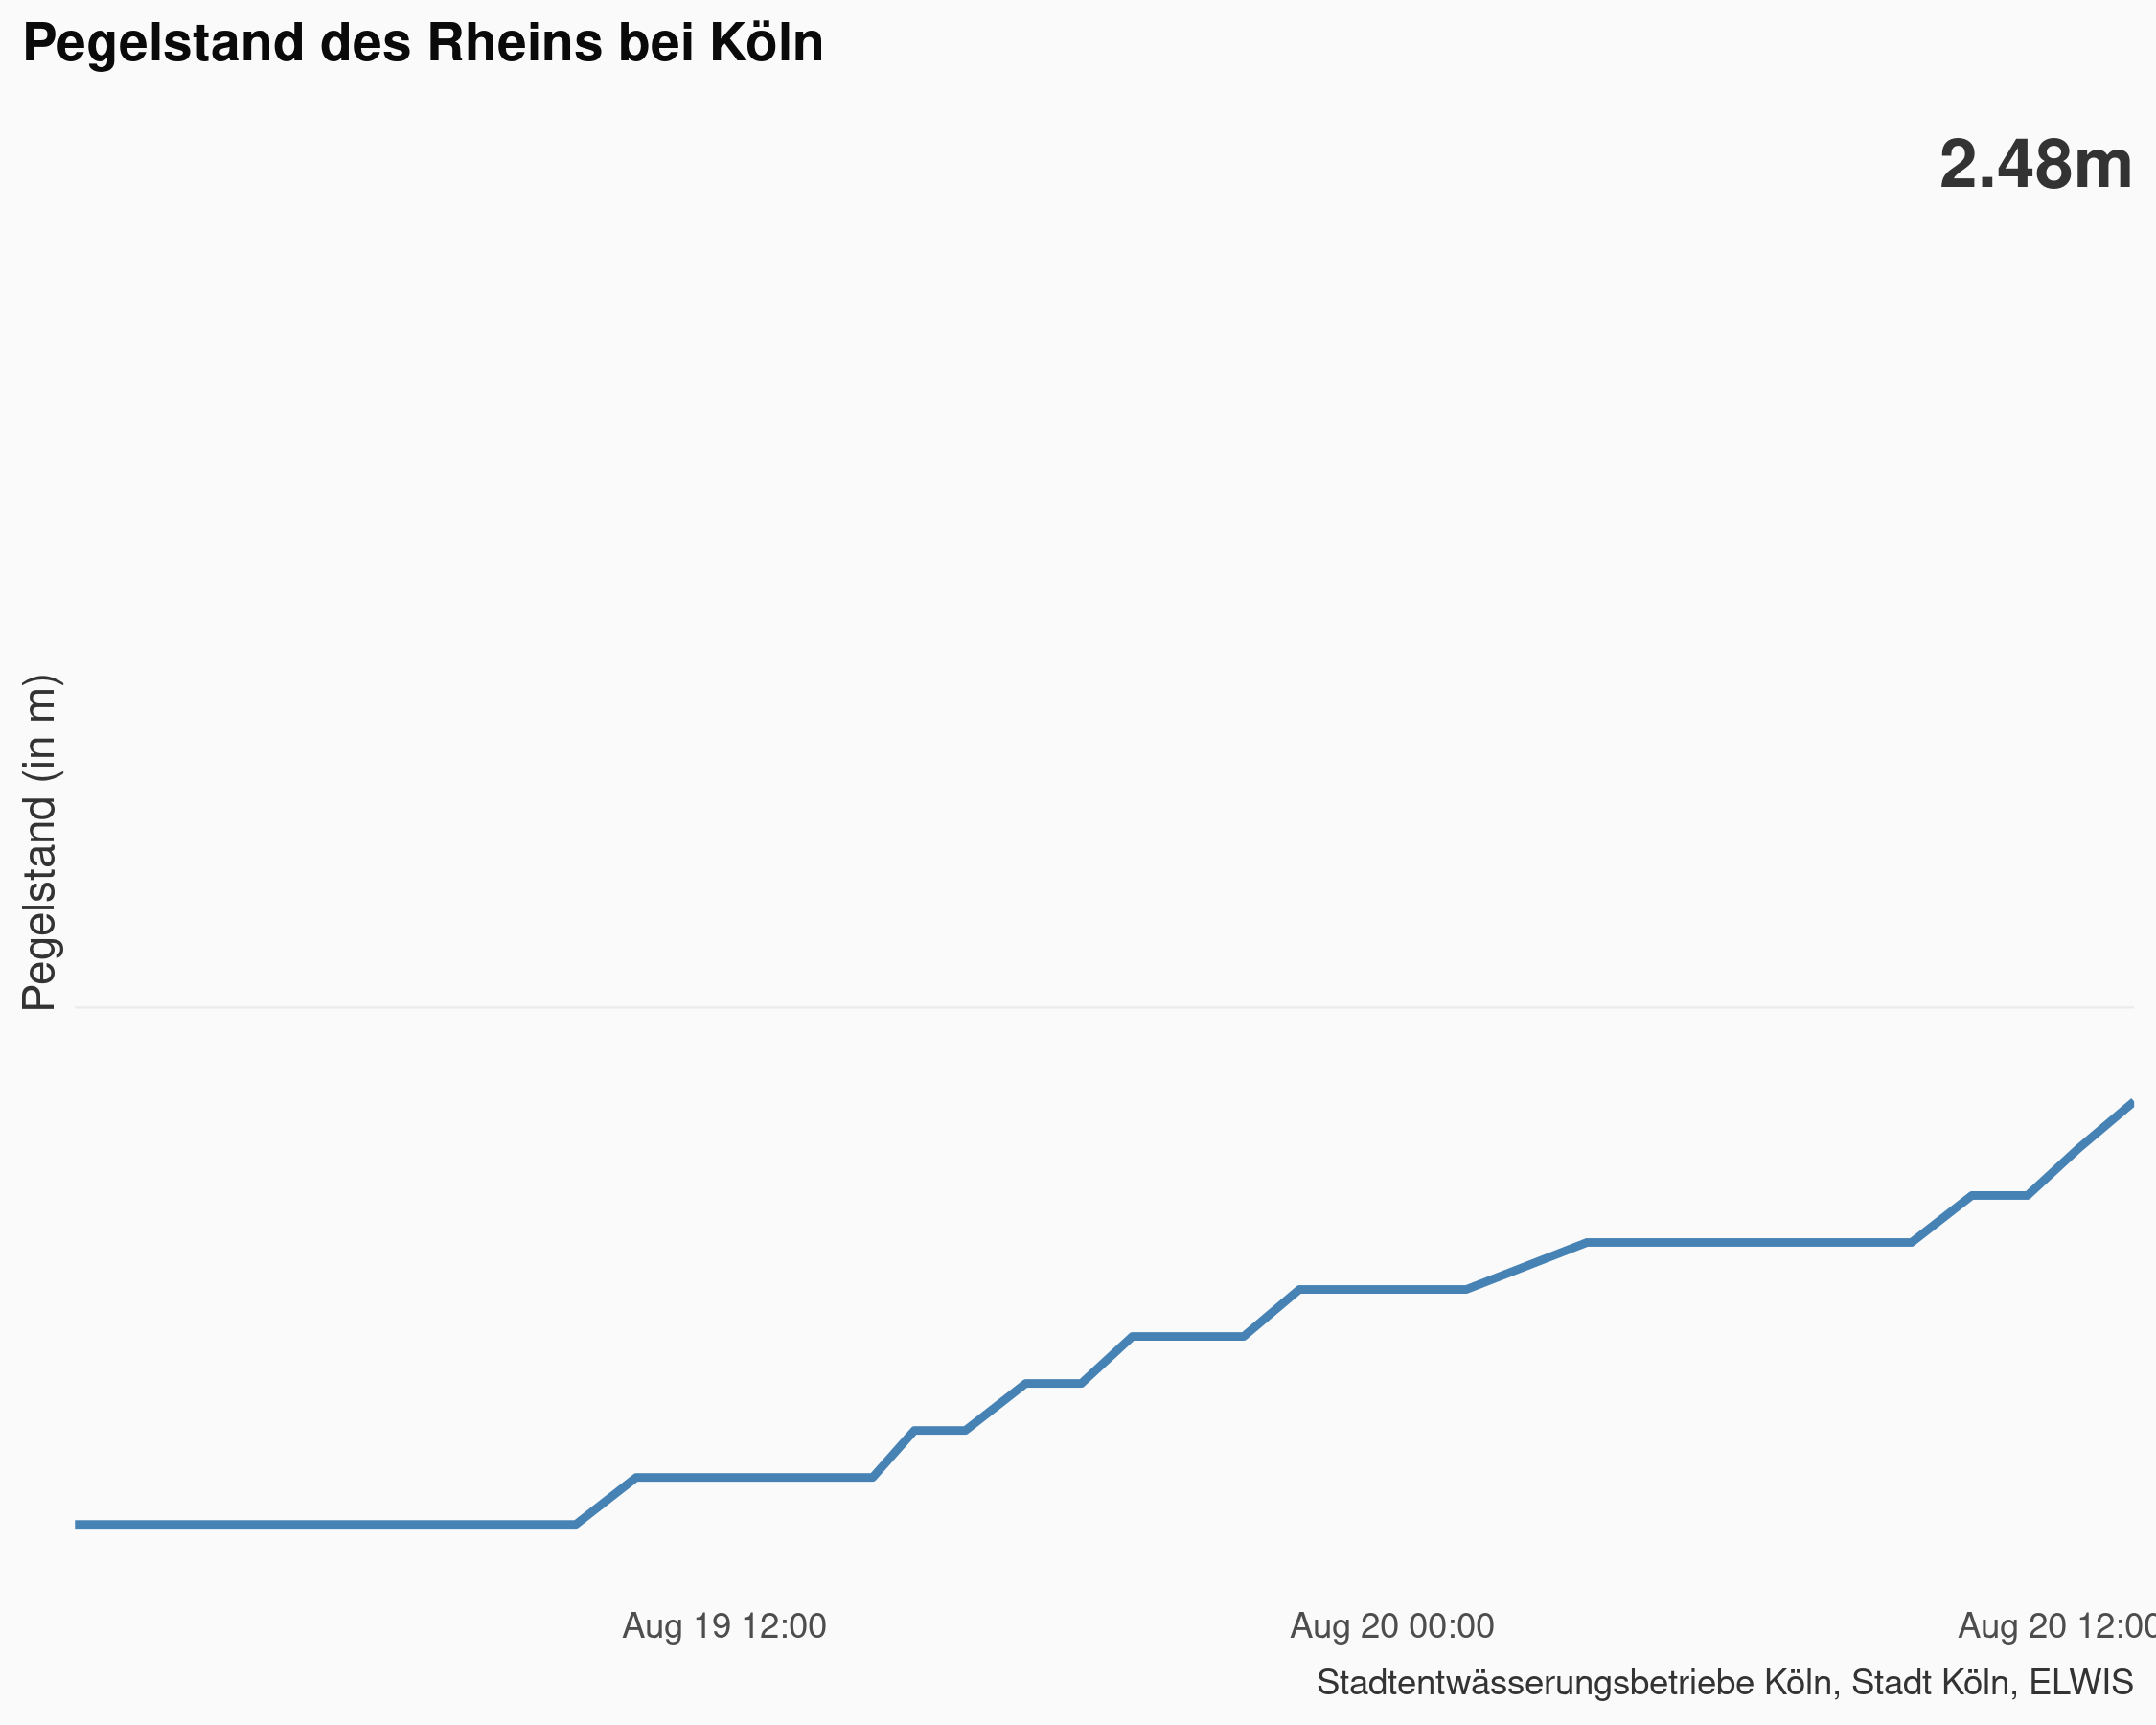 Pegelstand des Rheins bei Köln
2.48m
Pegelstand (in m)
Aug 19 12:00
Aug 20 00:00
Aug 20 12:00
Stadtentwässerungsbetriebe Köln, Stadt Köln, ELWIS